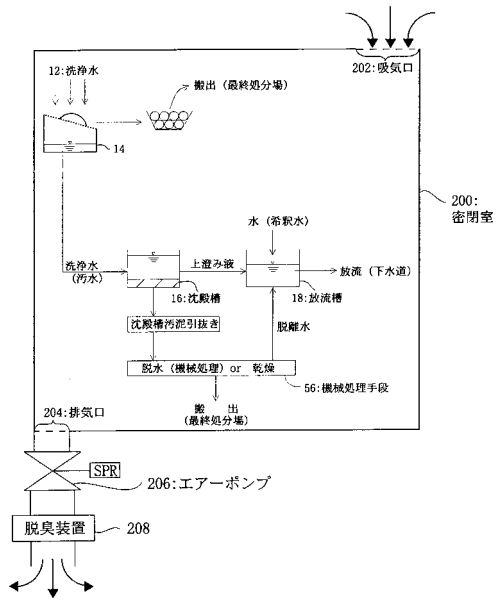 202:吸気口
12:洗浄水
搬出(最終処分場)
14
200:
密閉室
水(希釈水)
洗浄水
(汚水)
上澄み液
放流(下水道)
16:沈殿槽
18:放流槽
沈殿槽汚泥引抜き
脱離水
脱水(機械処理)or 乾燥
56:機械処理手段
搬 出
(最終処分場)
204:排気口
SPR
206:エアーポンプ
脱臭装置
208